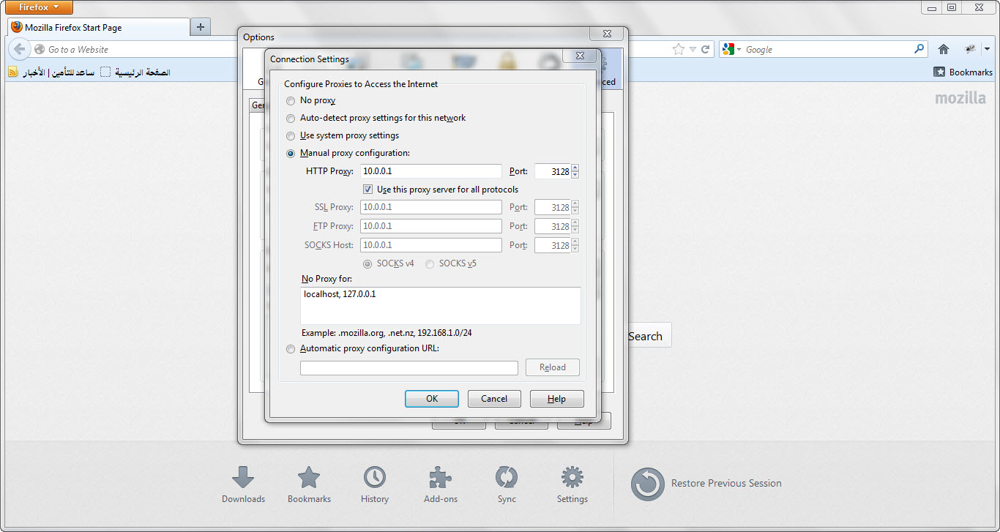 Firefox
Mozilla Firefox Start Page
Go to a Website
Google
ساعد للتأمين | الأخبار
الصفحة الرئيسية
Bookmarks
mozilla
Options
Connection Settings
Configure Proxies to Access the Internet
No proxy
Auto-detect proxy settings for this network
Use system proxy settings
Manual proxy configuration:
HTTP Proxy: 10.0.0.1 Port: 3128
Use this proxy server for all protocols
SSL Proxy: 10.0.0.1 Port: 3128
FTP Proxy: 10.0.0.1 Port: 3128
SOCKS Host: 10.0.0.1 Port: 3128
SOCKS v4 SOCKS v5
No Proxy for:
localhost, 127.0.0.1
Example: .mozilla.org, .net.nz, 192.168.1.0/24
Automatic proxy configuration URL:
Reload
OK Cancel Help
Search
Downloads Bookmarks History Add-ons Sync Settings Restore Previous Session